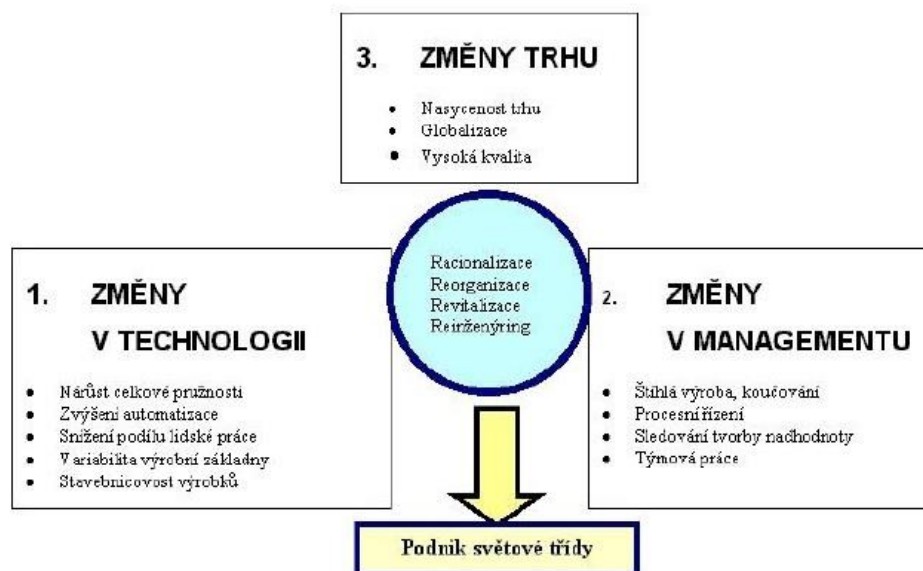 3. ZMĚNY TRHU
• Nasycenost trhu
• Globalizace
• Vysoká kvalita
Racionalizace
Reorganizace
Revitalizace
Reinženýring
1. ZMĚNY
V TECHNOLOGII
• Nárůst celkové pružnosti
• Zvýšení automatizace
• Snížení podílu lidské práce
• Variabilita výrobní základny
• Stavebnicovost výrobků
2. ZMĚNY
V MANAGEMENTU
• Štíhlá výroba, koučování
• Procesní řízení
• Sledování tvorby nadhodnoty
• Týmová práce
Podnik světové třídy